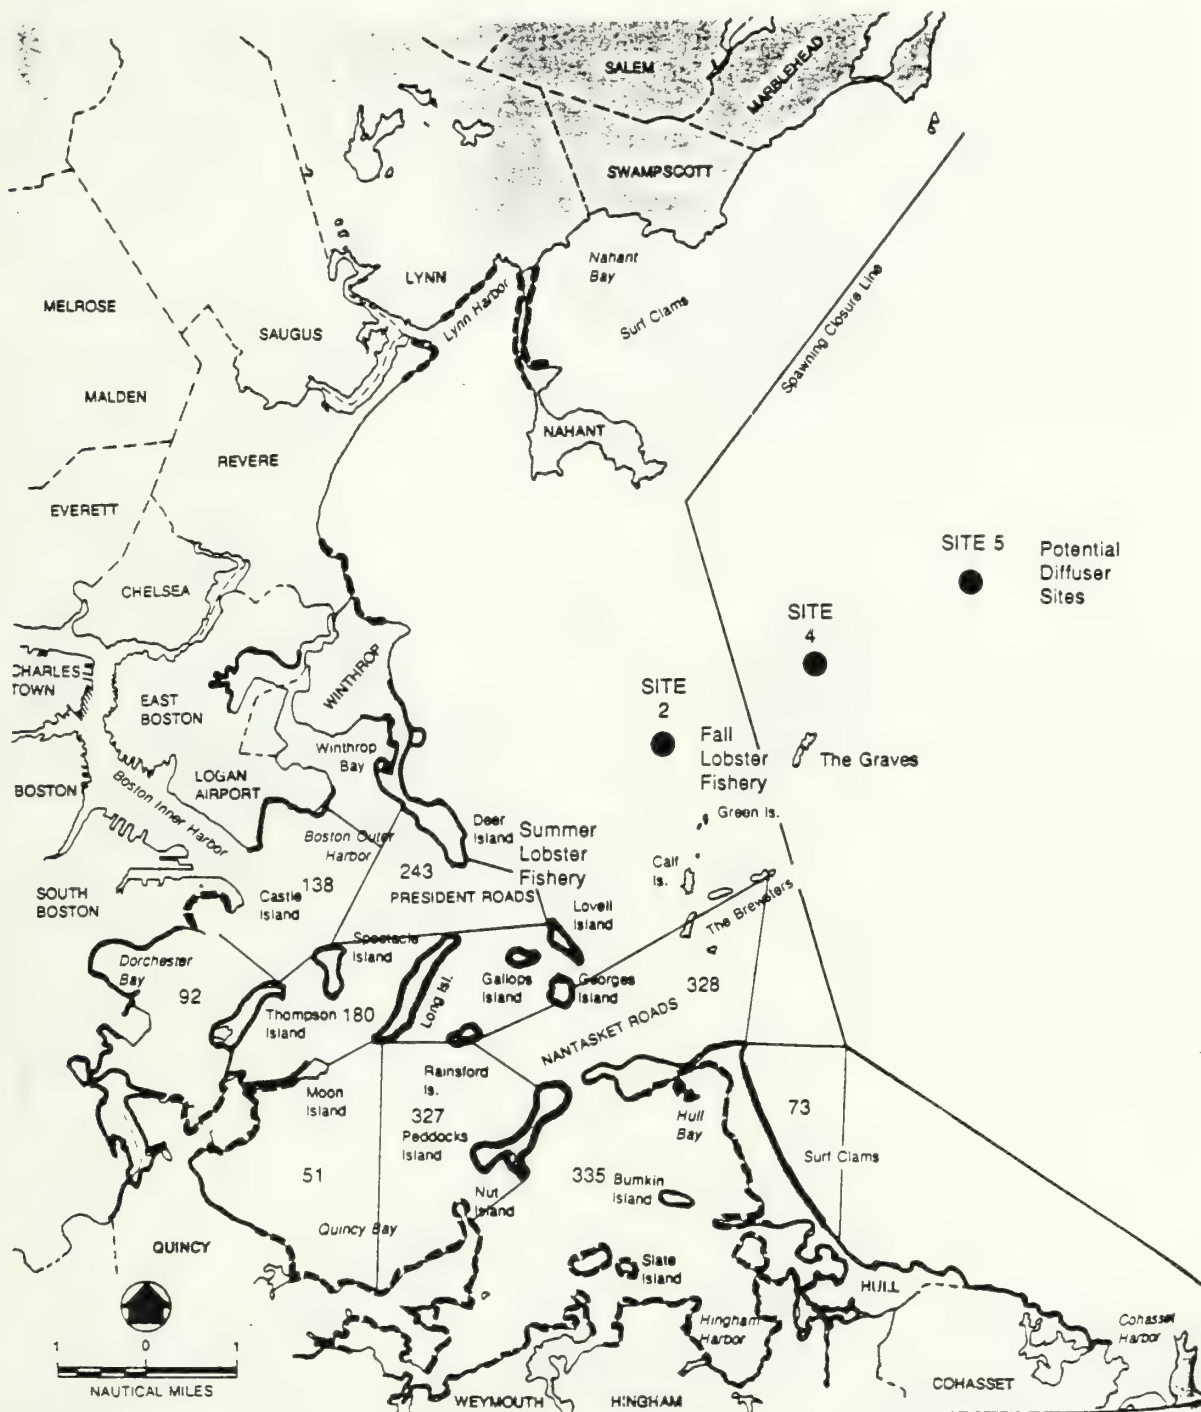 SALEM
MARBLEHEAD
SWAMPSCOTT
Nahant
Bay
LYNN
Lynn Harbor
Surf Clams
Spawning Closure Line
MELROSE
SAUGUS
MALDEN
NAHANT
REVERE
EVERETT
SITE 5
Potential
Diffuser
Sites
CHELSEA
SITE
4
CHARLES
TOWN
WINTHROP
EAST
BOSTON
SITE
2
Fall
Lobster
Fishery
The Graves
Winthrop
Bay
LOGAN
AIRPORT
BOSTON
Boston Inner Harbor
Green Is.
Deer
Island
Summer
Lobster
Fishery
Boston Outer
Harbor
243
Calf
Is.
138
PRESIDENT ROADS
SOUTH
BOSTON
Castle
Island
Lovell
Island
The Brewsters
Spectacle
Island
Dorchester
Bay
Gallops
Island
Georges
Island
328
92
Long Isl.
Thompson
Island
180
NANTASKET ROADS
Rainsford
Is.
Moon
Island
327
Peddocks
Island
Hull
Bay
73
Surf Clams
51
335
Bumkin
Island
Nut
Island
Quincy Bay
QUINCY
Slate
Island
HULL
Hingham
Harbor
Cohasset
Harbor
1
0
1
NAUTICAL MILES
WEYMOUTH
HINGHAM
COHASSET